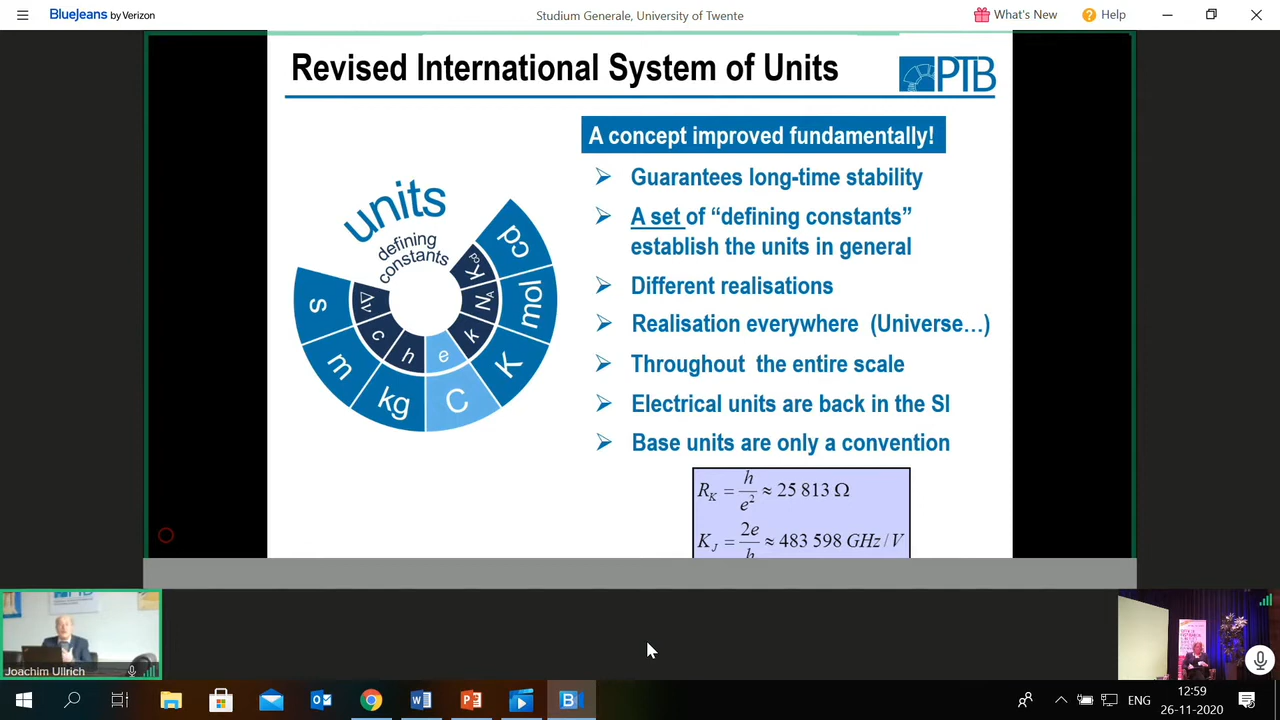 BlueJeans by Verizon
Studium Generale, University of Twente
What's New
Help
Revised International System of Units
PTB
A concept improved fundamentally!
Guarantees long-time stability
A set of “defining constants”
establish the units in general
Different realisations
Realisation everywhere (Universe…)
Throughout the entire scale
Electrical units are back in the SI
Base units are only a convention
units
defining
constants
s
m
kg
C
K
mol
cd
Δν
c
h
e
k
NA
Kcd
RK = h/e² ≈ 25 813 Ω
KJ = 2e/h ≈ 483 598 GHz / V
Joachim Ullrich
ENG
12:59
26-11-2020